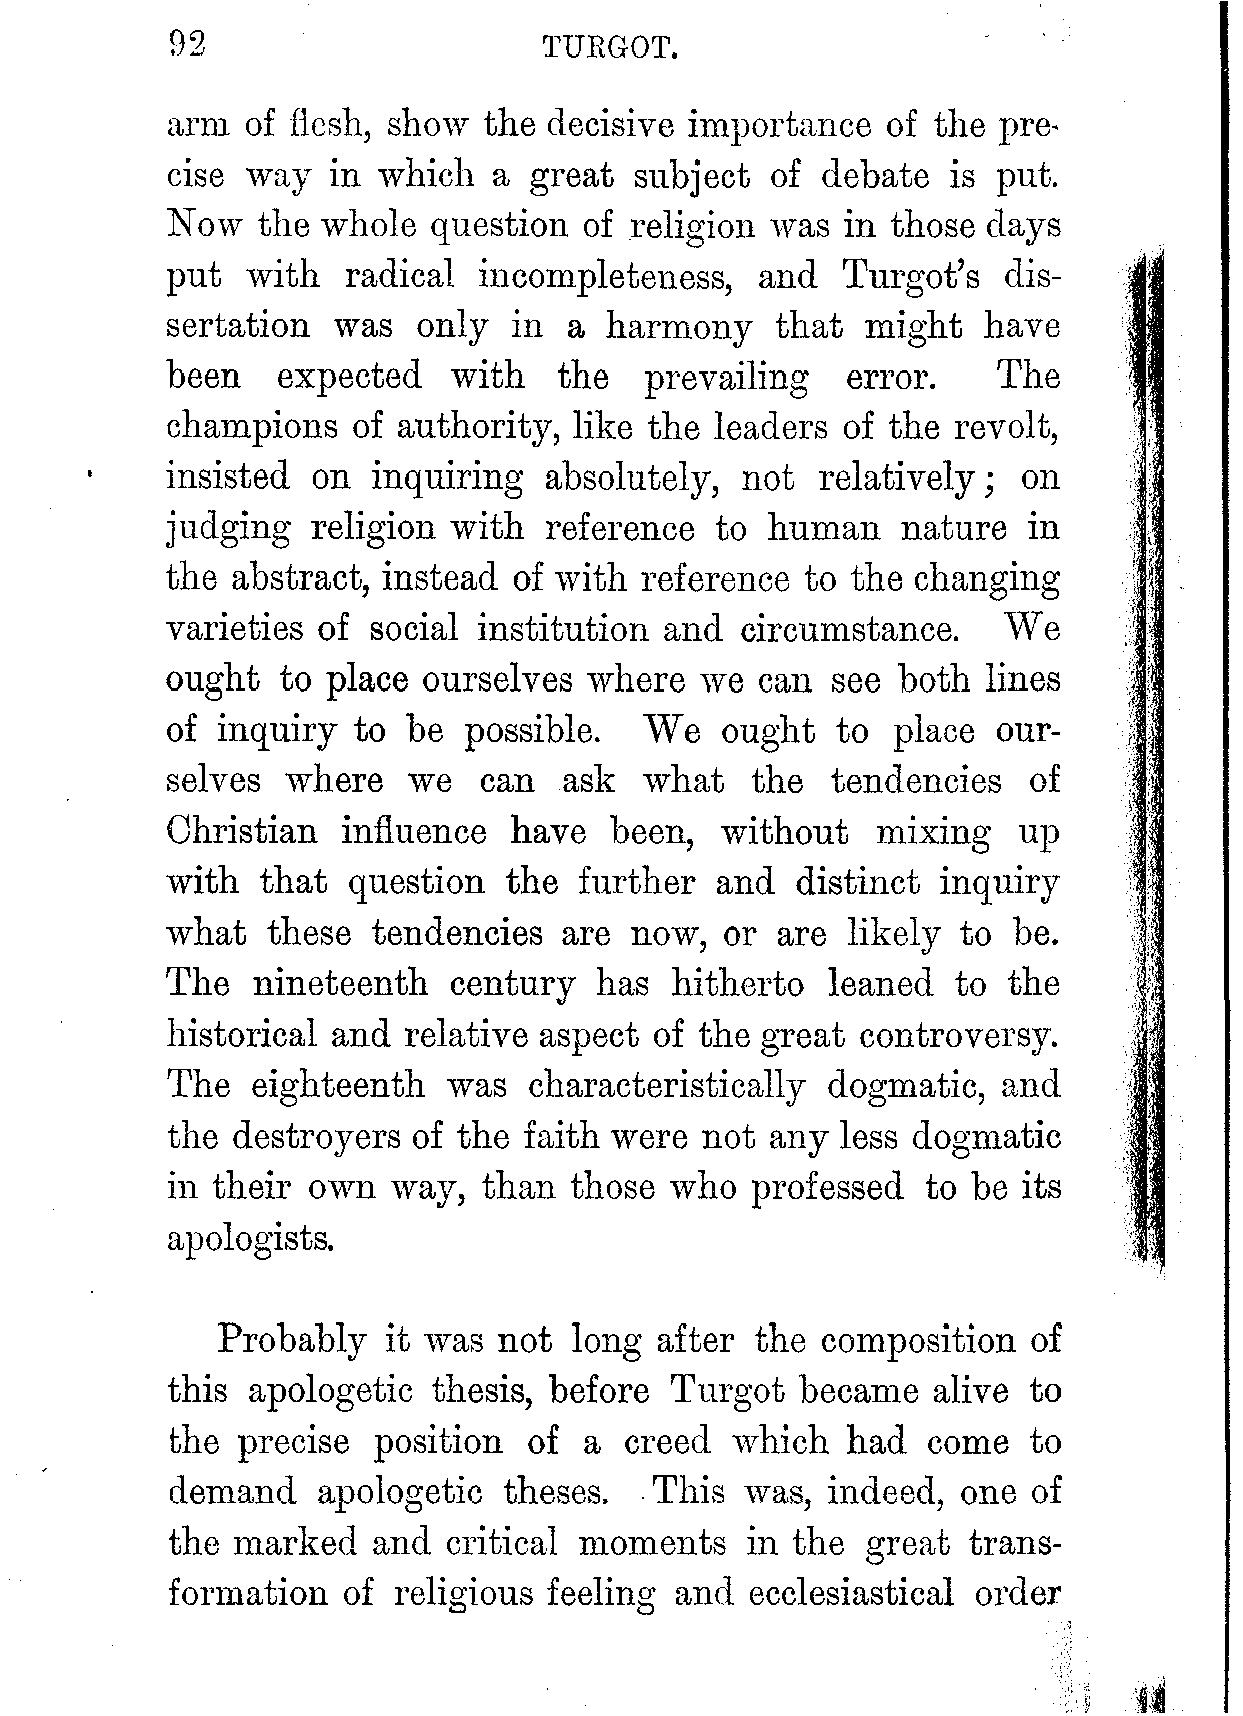 92 TURGOT.
arm of flesh, show the decisive importance of the pre-
cise way in which a great subject of debate is put.
Now the whole question of religion was in those days
put with radical incompleteness, and Turgot's dis-
sertation was only in a harmony that might have
been expected with the prevailing error. The
champions of authority, like the leaders of the revolt,
insisted on inquiring absolutely, not relatively; on
judging religion with reference to human nature in
the abstract, instead of with reference to the changing
varieties of social institution and circumstance. We
ought to place ourselves where we can see both lines
of inquiry to be possible. We ought to place our-
selves where we can ask what the tendencies of
Christian influence have been, without mixing up
with that question the further and distinct inquiry
what these tendencies are now, or are likely to be.
The nineteenth century has hitherto leaned to the
historical and relative aspect of the great controversy.
The eighteenth was characteristically dogmatic, and
the destroyers of the faith were not any less dogmatic
in their own way, than those who professed to be its
apologists.
Probably it was not long after the composition of
this apologetic thesis, before Turgot became alive to
the precise position of a creed which had come to
demand apologetic theses. This was, indeed, one of
the marked and critical moments in the great trans-
formation of religious feeling and ecclesiastical order